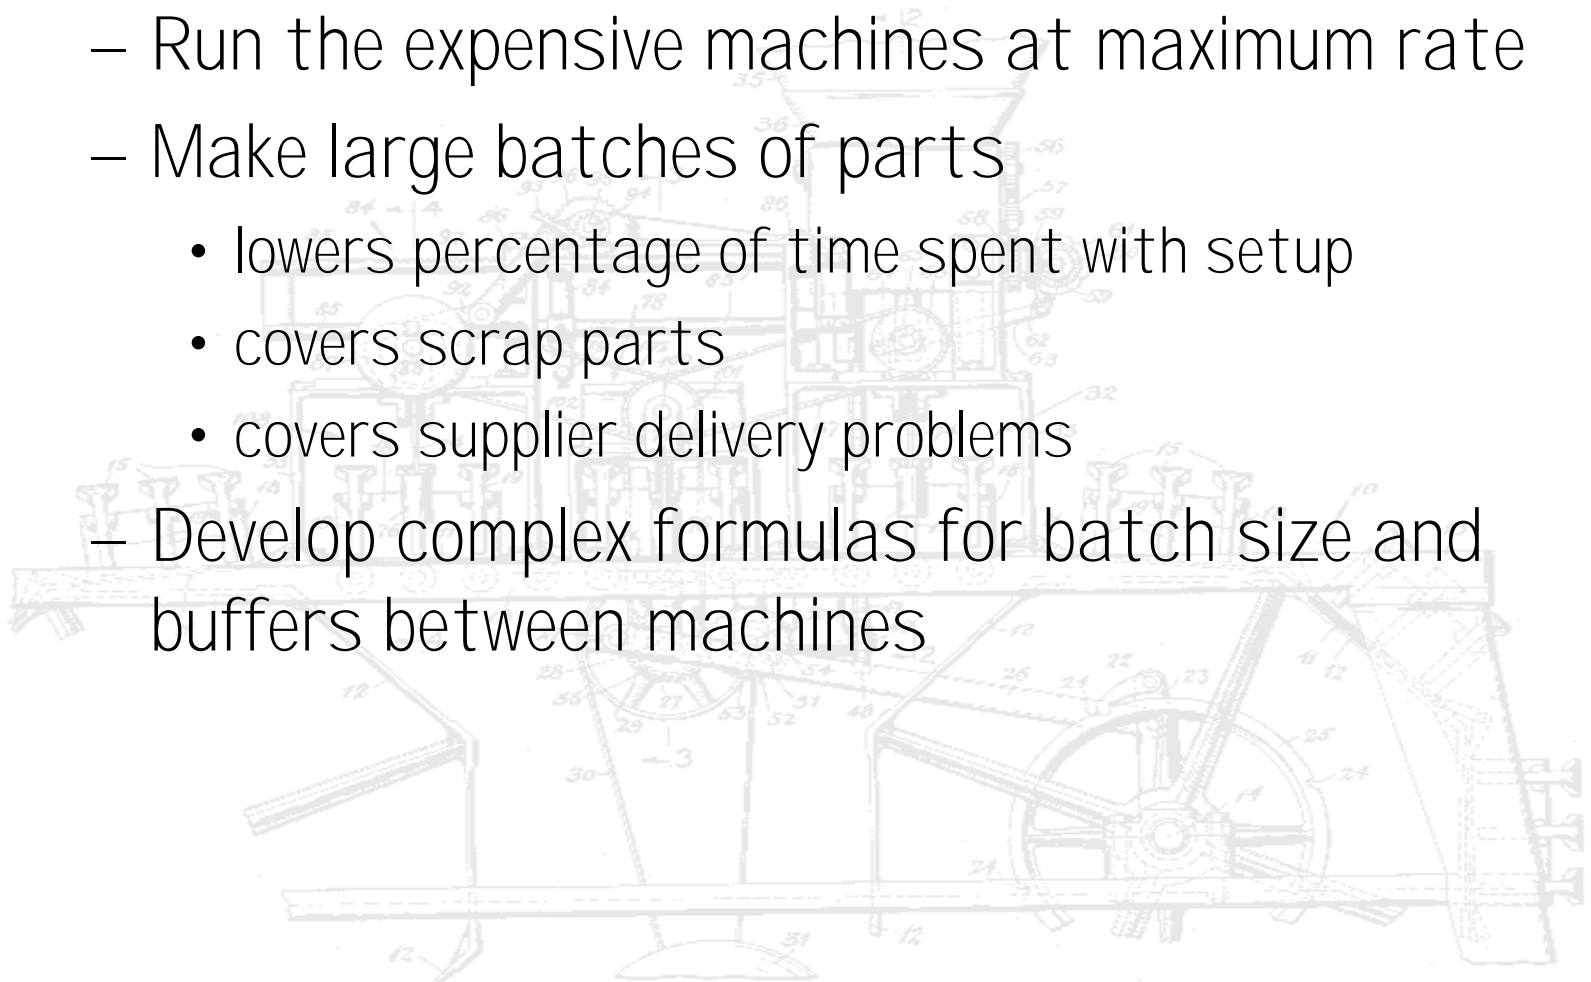 – Run the expensive machines at maximum rate
– Make large batches of parts
• lowers percentage of time spent with setup
• covers scrap parts
• covers supplier delivery problems
– Develop complex formulas for batch size and
buffers between machines